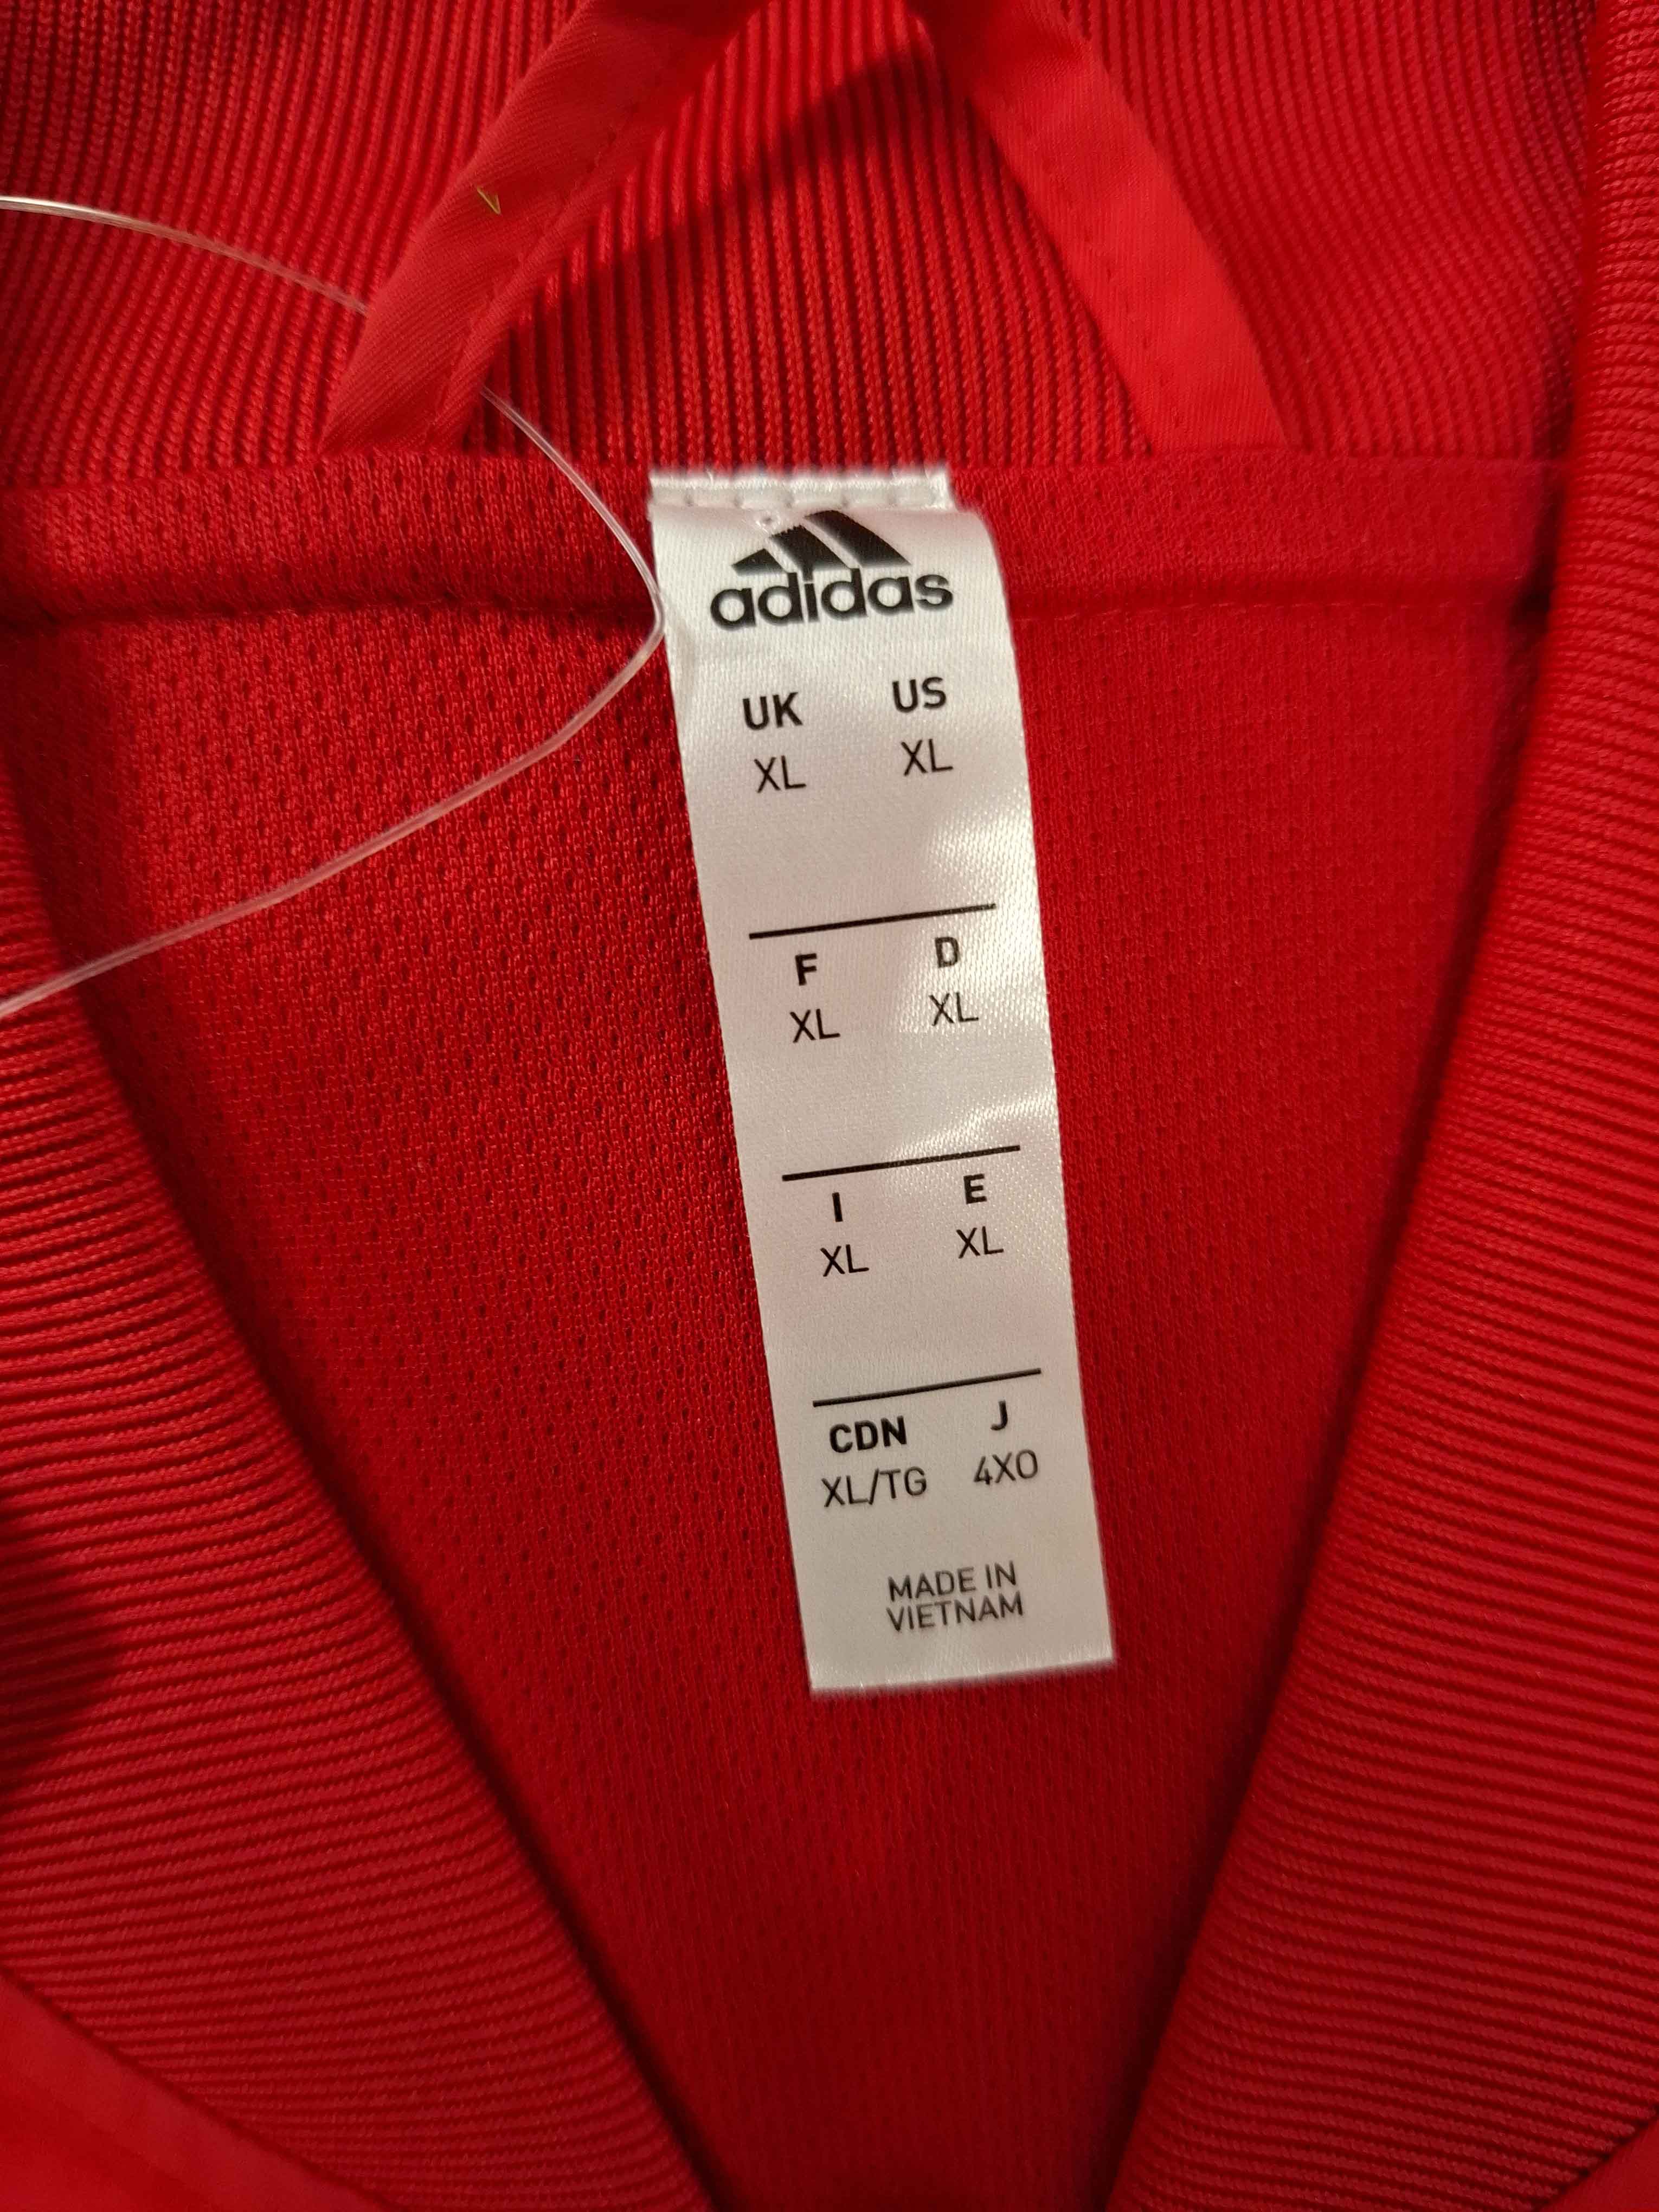 adidas
UK US
XL XL
F D
XL XL
I E
XL XL
CDN J
XL/TG 4XO
MADE IN
VIETNAM